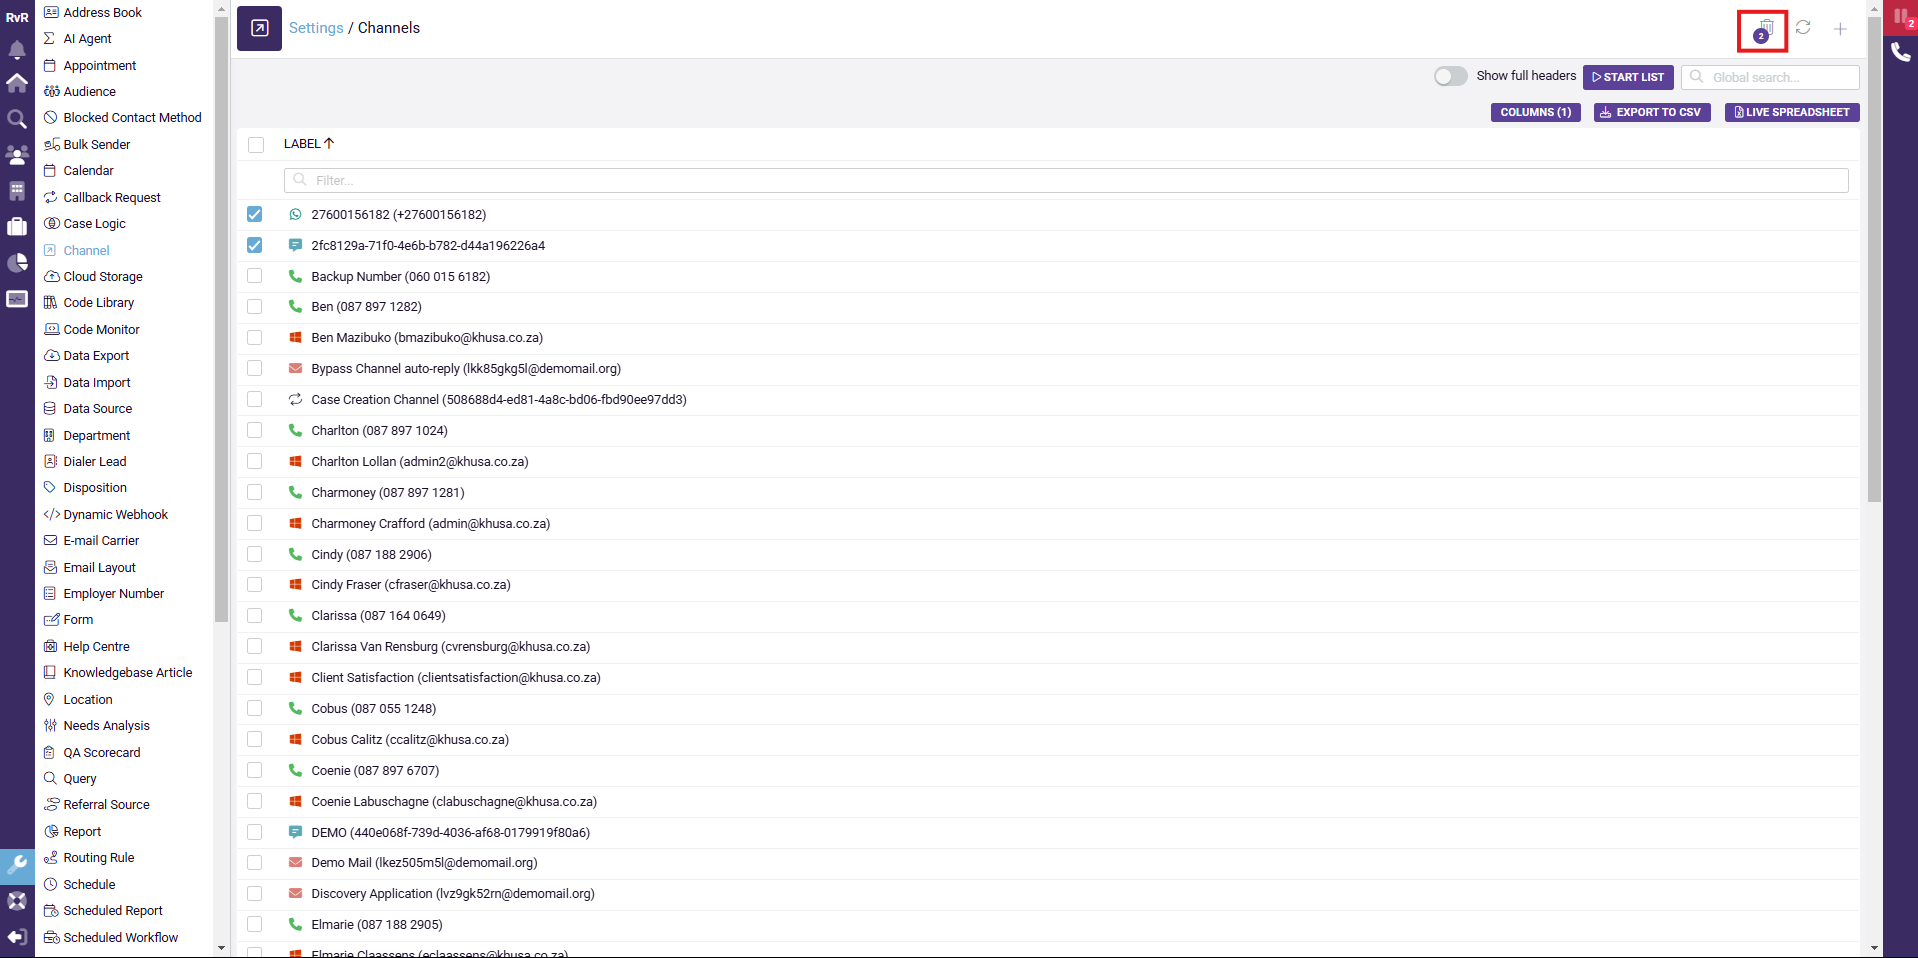 RvR
Address Book
AI Agent
Appointment
Audience
Blocked Contact Method
Bulk Sender
Calendar
Callback Request
Case Logic
Channel
Cloud Storage
Code Library
Code Monitor
Data Export
Data Import
Data Source
Department
Dialer Lead
Disposition
Dynamic Webhook
E-mail Carrier
Email Layout
Employer Number
Form
Help Centre
Knowledgebase Article
Location
Needs Analysis
QA Scorecard
Query
Referral Source
Report
Routing Rule
Schedule
Scheduled Report
Scheduled Workflow
Settings / Channels
2
2
Show full headers
START LIST
Global search...
COLUMNS (1)
EXPORT TO CSV
LIVE SPREADSHEET
LABEL
Filter...
27600156182 (+27600156182)
2fc8129a-71f0-4e6b-b782-d44a196226a4
Backup Number (060 015 6182)
Ben (087 897 1282)
Ben Mazibuko (bmazibuko@khusa.co.za)
Bypass Channel auto-reply (lkk85gkg5l@demomail.org)
Case Creation Channel (508688d4-ed81-4a8c-bd06-fbd90ee97dd3)
Charlton (087 897 1024)
Charlton Lollan (admin2@khusa.co.za)
Charmoney (087 897 1281)
Charmoney Crafford (admin@khusa.co.za)
Cindy (087 188 2906)
Cindy Fraser (cfraser@khusa.co.za)
Clarissa (087 164 0649)
Clarissa Van Rensburg (cvrensburg@khusa.co.za)
Client Satisfaction (clientsatisfaction@khusa.co.za)
Cobus (087 055 1248)
Cobus Calitz (ccalitz@khusa.co.za)
Coenie (087 897 6707)
Coenie Labuschagne (clabuschagne@khusa.co.za)
DEMO (440e068f-739d-4036-af68-0179919f80a6)
Demo Mail (lkez505m5l@demomail.org)
Discovery Application (lvz9gk52rn@demomail.org)
Elmarie (087 188 2905)
Elmarie Claassens (eclaassens@khusa.co.za)